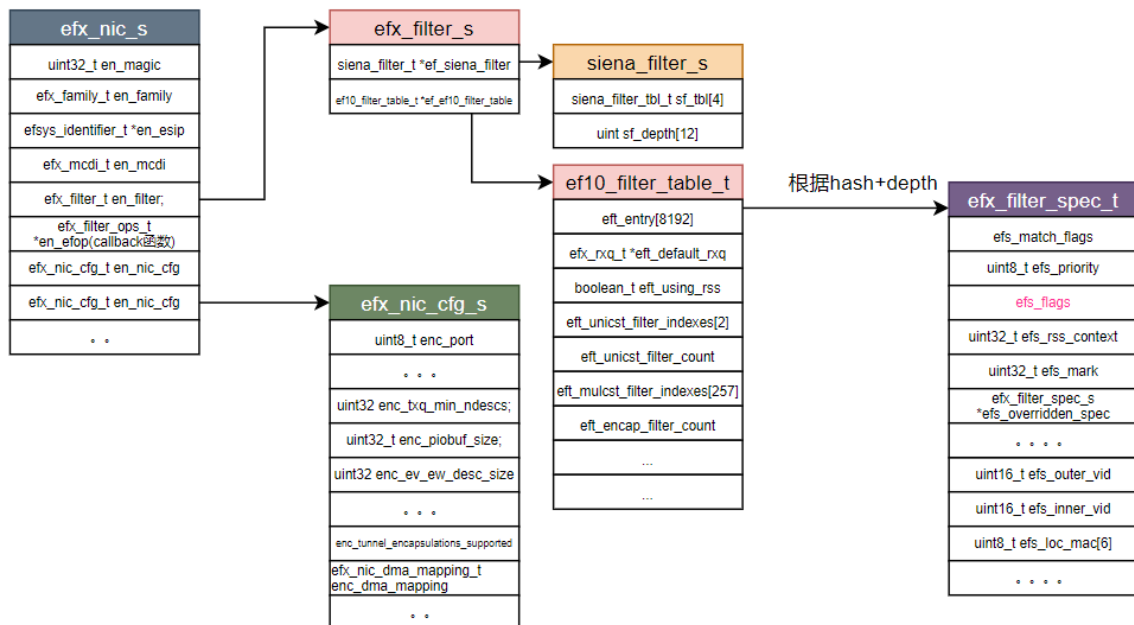 efx_nic_s
uint32_t en_magic
efx_family_t en_family
efsys_identifier_t *en_esip
efx_mcdi_t en_mcdi
efx_filter_t en_filter;
efx_filter_ops_t
*en_efop(callback函数)
efx_nic_cfg_t en_nic_cfg
efx_nic_cfg_t en_nic_cfg
。。
efx_filter_s
siena_filter_t *ef_siena_filter
ef10_filter_table_t *ef_ef10_filter_table
siena_filter_s
siena_filter_tbl_t sf_tbl[4]
uint sf_depth[12]
efx_nic_cfg_s
uint8_t enc_port
。。。
uint32 enc_txq_min_ndescs;
uint32_t enc_piobuf_size;
uint32 enc_ev_ew_desc_size
。。。
enc_tunnel_encapsulations_supported
efx_nic_dma_mapping_t
enc_dma_mapping
。。
ef10_filter_table_t
eft_entry[8192]
efx_rxq_t *eft_default_rxq
boolean_t eft_using_rss
eft_unicst_filter_indexes[2]
eft_unicst_filter_count
eft_mulcst_filter_indexes[257]
eft_encap_filter_count
...
...
根据hash+depth
efx_filter_spec_t
efs_match_flags
uint8_t efs_priority
efs_flags
uint32_t efs_rss_context
uint32_t efs_mark
efx_filter_spec_s
*efs_overridden_spec
。。。。
uint16_t efs_outer_vid
uint16_t efs_inner_vid
uint8_t efs_loc_mac[6]
。。。。